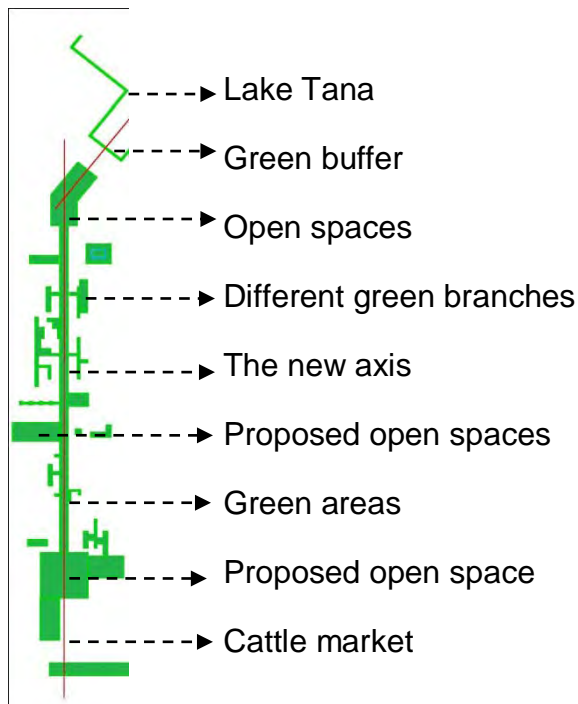 Lake Tana
Green buffer
Open spaces
Different green branches
The new axis
Proposed open spaces
Green areas
Proposed open space
Cattle market